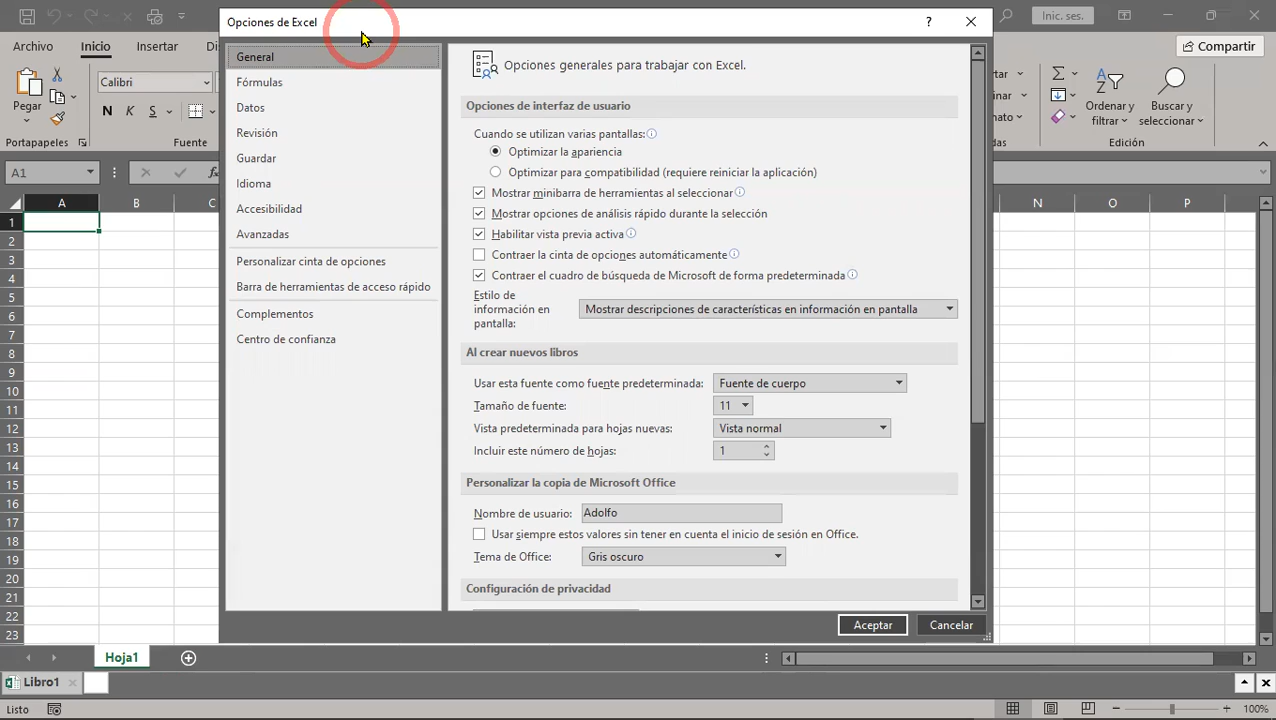 Opciones de Excel
?
Inic. ses.
Archivo
Inicio
Insertar
Compartir
General
Fórmulas
Datos
Revisión
Guardar
Idioma
Accesibilidad
Avanzadas
Personalizar cinta de opciones
Barra de herramientas de acceso rápido
Complementos
Centro de confianza
Opciones generales para trabajar con Excel.
Opciones de interfaz de usuario
Cuando se utilizan varias pantallas:
Optimizar la apariencia
Optimizar para compatibilidad (requiere reiniciar la aplicación)
Mostrar minibarra de herramientas al seleccionar
Mostrar opciones de análisis rápido durante la selección
Habilitar vista previa activa
Contraer la cinta de opciones automáticamente
Contraer el cuadro de búsqueda de Microsoft de forma predeterminada
Estilo de
información en
pantalla:
Mostrar descripciones de características en información en pantalla
Al crear nuevos libros
Usar esta fuente como fuente predeterminada: Fuente de cuerpo
Tamaño de fuente: 11
Vista predeterminada para hojas nuevas: Vista normal
Incluir este número de hojas: 1
Personalizar la copia de Microsoft Office
Nombre de usuario: Adolfo
Usar siempre estos valores sin tener en cuenta el inicio de sesión en Office.
Tema de Office: Gris oscuro
Configuración de privacidad
Aceptar
Cancelar
Pegar
Portapapeles
Calibri
N K S
Fuente
Ordenar y
filtrar
Buscar y
seleccionar
Edición
A1
A B C N O P
1
2
3
4
5
6
7
8
9
10
11
12
13
14
15
16
17
18
19
20
21
22
23
Hoja1
Libro1
Listo
100%